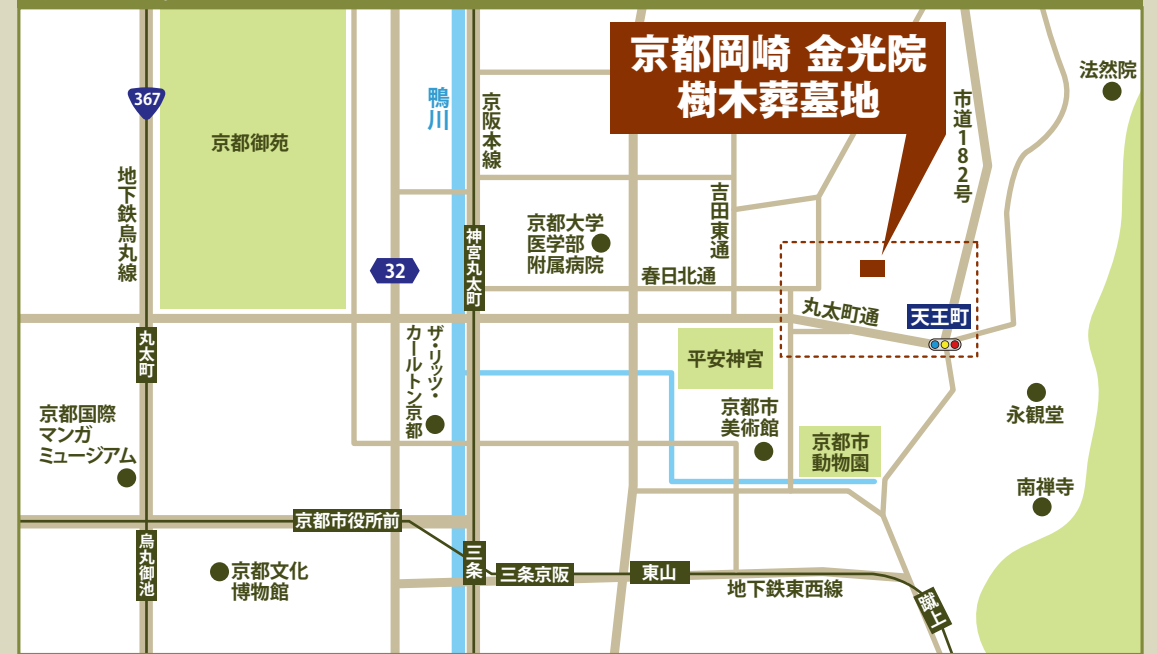 京都岡崎 金光院
樹木葬墓地
法然院
367
鴨川
京阪本線
市道182号
京都御苑
地下鉄烏丸線
吉田東通
京都大学
医学部
附属病院
神宮丸太町
32
春日北通
丸太町通
天王町
丸太町
ザ・リッツ・
カールトン京都
平安神宮
京都国際
マンガ
ミュージアム
京都市
美術館
永観堂
京都市
動物園
南禅寺
京都市役所前
烏丸御池
三条
三条京阪
東山
京都文化
博物館
地下鉄東西線
蹴上